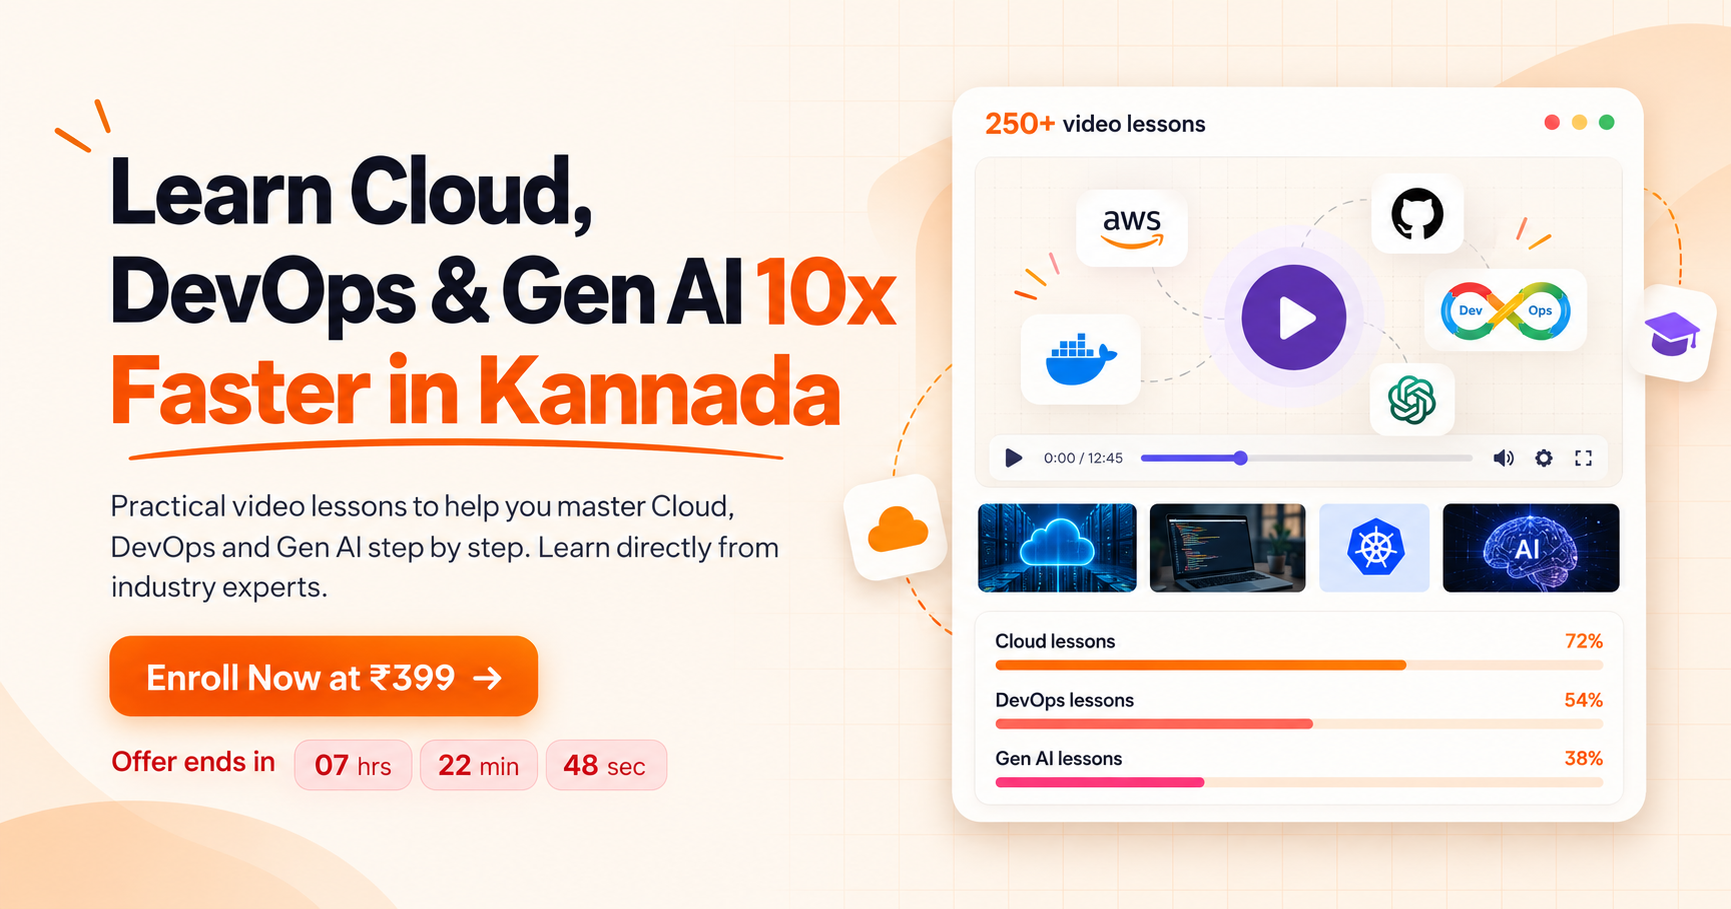 Learn Cloud,
DevOps & Gen AI 10x
Faster in Kannada
Practical video lessons to help you master Cloud,
DevOps and Gen AI step by step. Learn directly from
industry experts.
Enroll Now at ₹399 →
Offer ends in 07 hrs 22 min 48 sec
250+ video lessons
aws
Dev Ops
0:00 / 12:45
AI
Cloud lessons 72%
DevOps lessons 54%
Gen AI lessons 38%